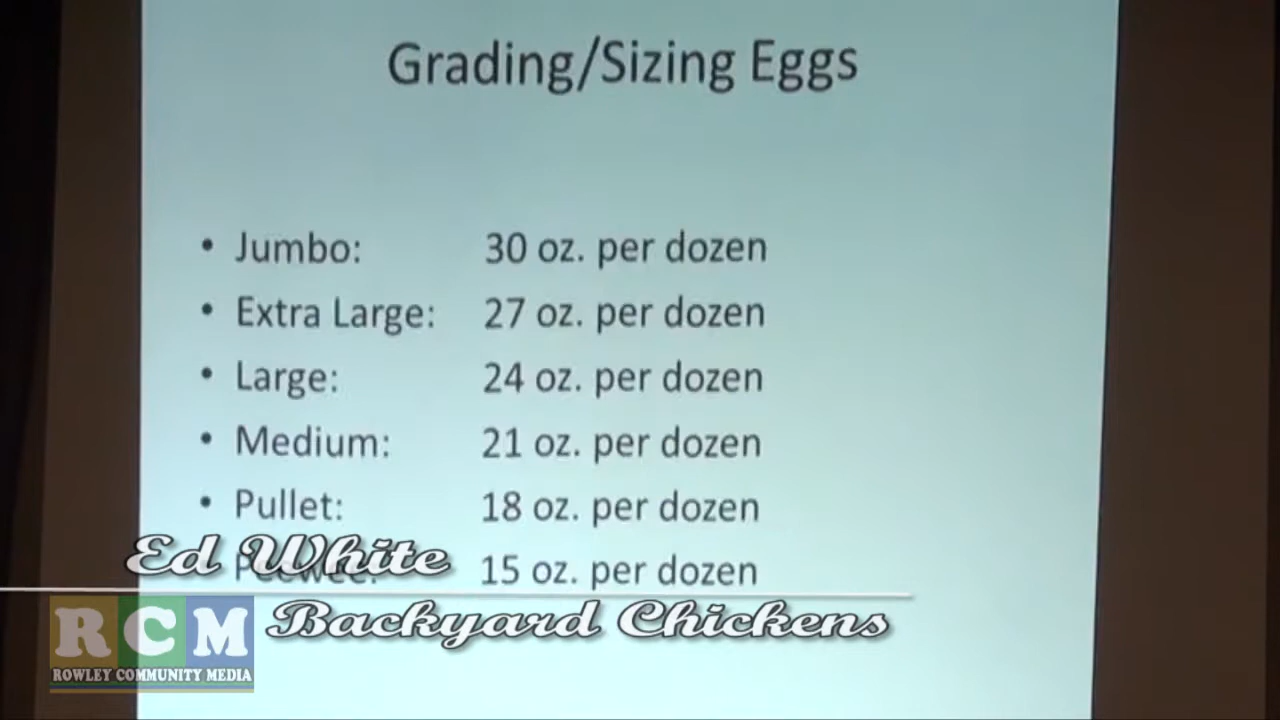 Grading/Sizing Eggs
• Jumbo: 30 oz. per dozen
• Extra Large: 27 oz. per dozen
• Large: 24 oz. per dozen
• Medium: 21 oz. per dozen
• Pullet: 18 oz. per dozen
Ed White
• Peewee: 15 oz. per dozen
Backyard Chickens
RCM
ROWLEY COMMUNITY MEDIA